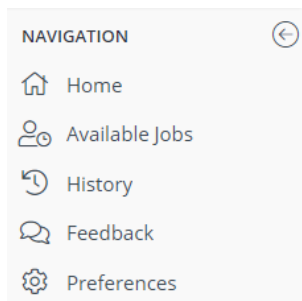 NAVIGATION
Home
Available Jobs
History
Feedback
Preferences